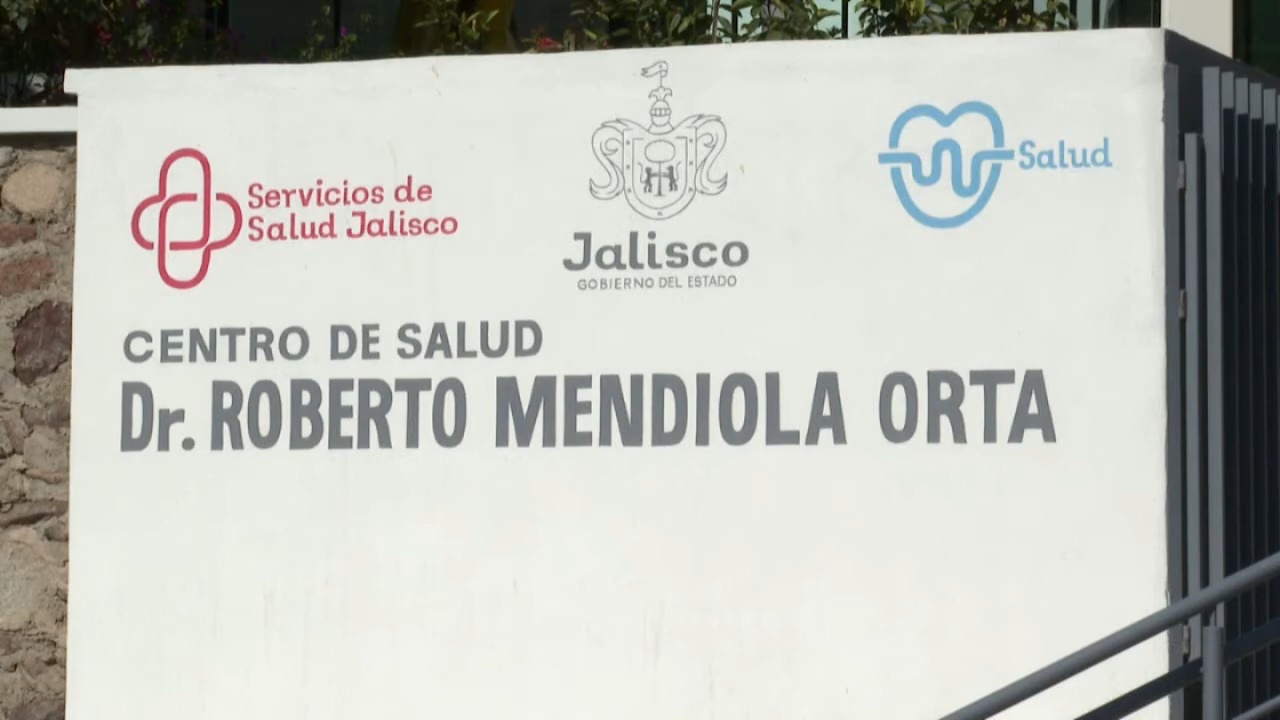 Servicios de
Salud Jalisco
Jalisco
GOBIERNO DEL ESTADO
Salud
CENTRO DE SALUD
Dr. ROBERTO MENDIOLA ORTA